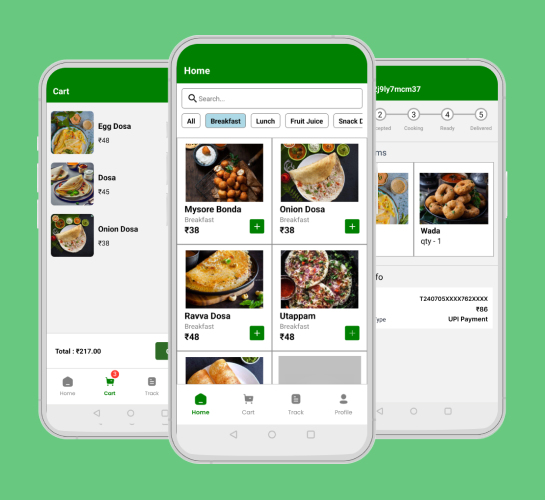 Cart
Egg Dosa
₹48
Dosa
₹45
Onion Dosa
₹38
Total : ₹217.00
3
Home
Cart
Track
Home
Search...
All
Breakfast
Lunch
Fruit Juice
Snack D
Mysore Bonda
Breakfast
₹38
+
Onion Dosa
Breakfast
₹38
+
Ravva Dosa
Breakfast
₹48
+
Utappam
Breakfast
₹48
+
Home
Cart
Track
Profile
j9ly7mcm37
2
3
4
5
epted
Cooking
Ready
Delivered
ms
Wada
qty - 1
fo
T240705XXXX762XXXX
₹86
ype
UPI Payment